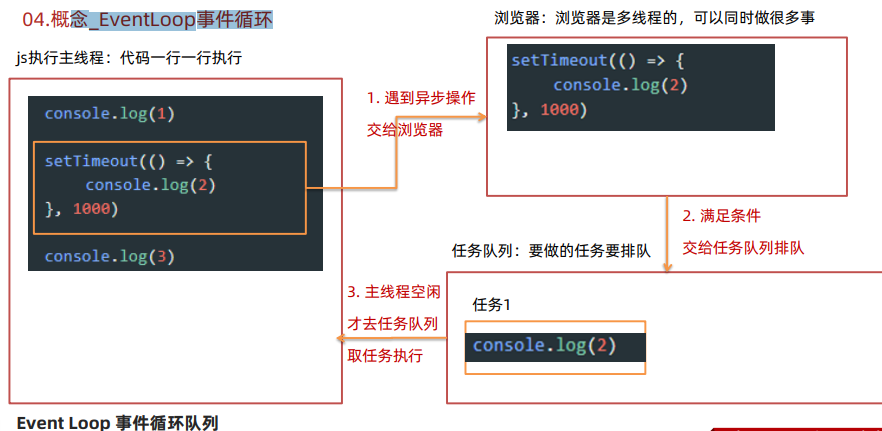 04.概念_EventLoop事件循环
js执行主线程：代码一行一行执行
console.log(1)
setTimeout(() => {
console.log(2)
}, 1000)
console.log(3)
1. 遇到异步操作
交给浏览器
浏览器：浏览器是多线程的，可以同时做很多事
setTimeout(() => {
console.log(2)
}, 1000)
2. 满足条件
交给任务队列排队
任务队列：要做的任务要排队
任务1
console.log(2)
3. 主线程空闲
才去任务队列
取任务执行
Event Loop 事件循环队列